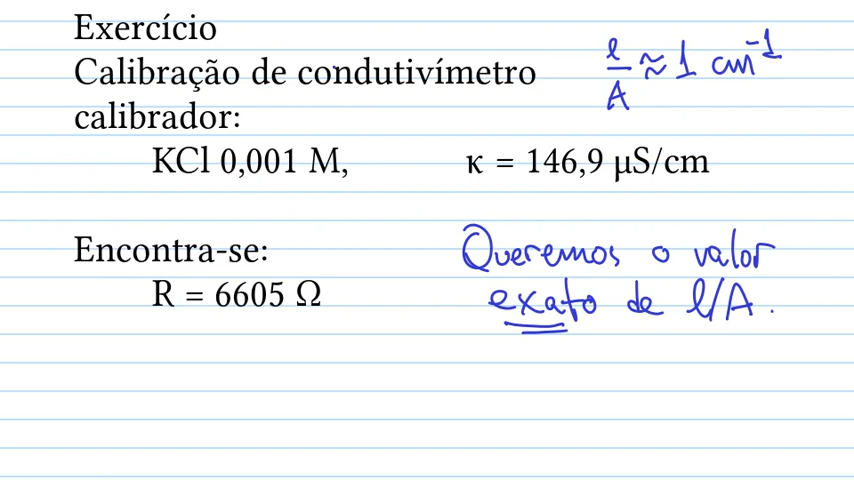 Exercício
Calibração de condutivímetro
calibrador:
l/A ≈ 1 cm⁻¹
KCl 0,001 M, κ = 146,9 μS/cm
Encontra-se:
R = 6605 Ω
Queremos o valor
exato de l/A.